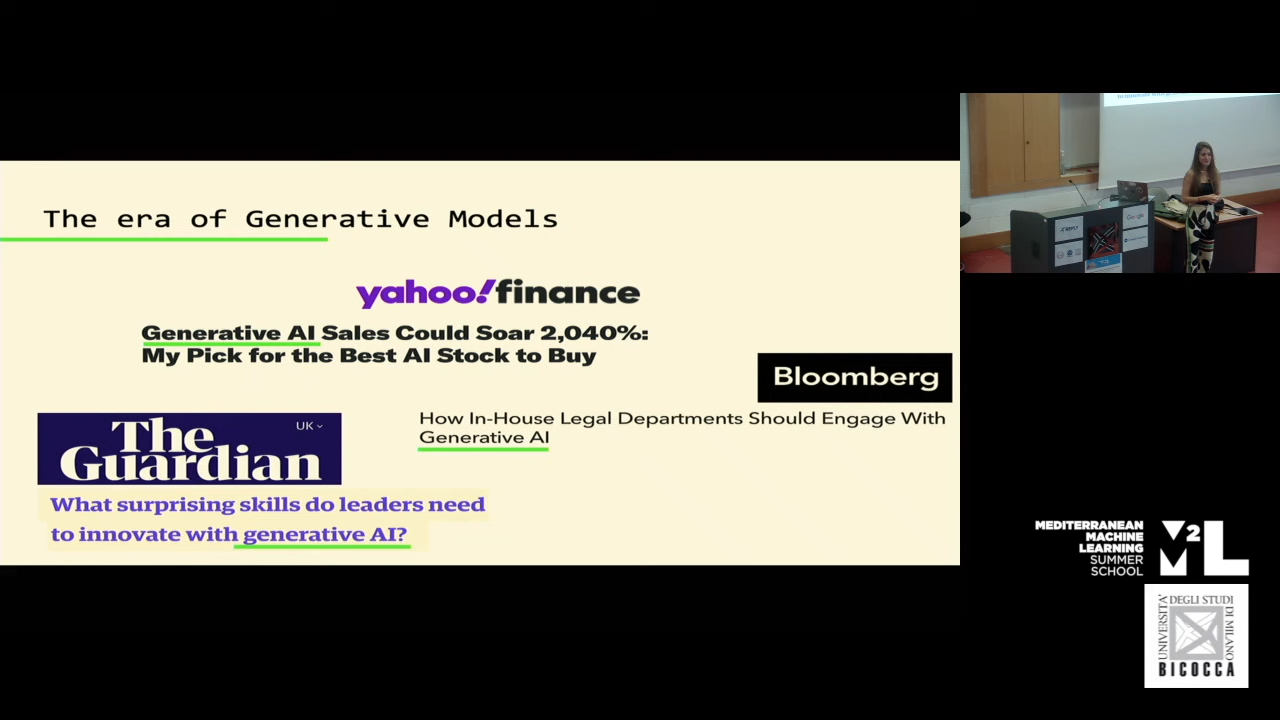 The era of Generative Models
yahoo!finance
Generative AI Sales Could Soar 2,040%:
My Pick for the Best AI Stock to Buy
Bloomberg
The Guardian
UK
How In-House Legal Departments Should Engage With
Generative AI
What surprising skills do leaders need
to innovate with generative AI?
Google
REPLY
MEDITERRANEAN
MACHINE
LEARNING
SUMMER
SCHOOL
M2L
UNIVERSITÀ
DEGLI STUDI
DI MILANO
BICOCCA